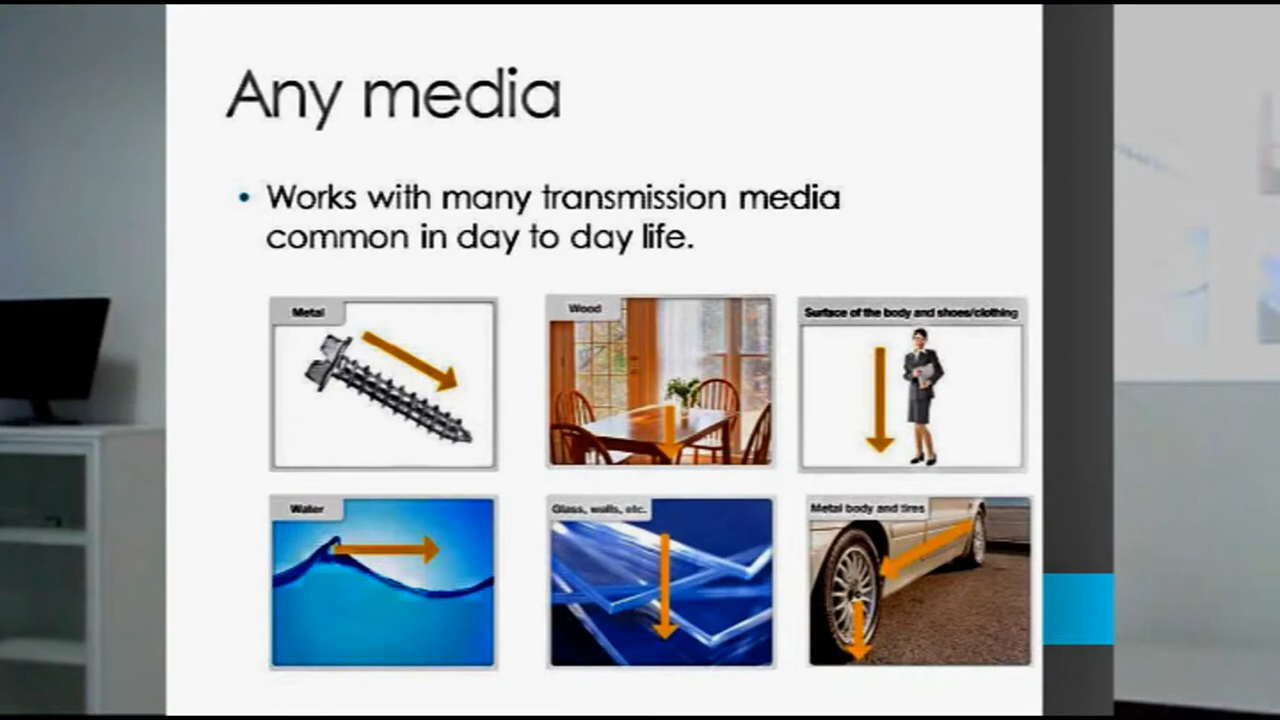 Any media
• Works with many transmission media
common in day to day life.
Metal
Wood
Surface of the body and shoes/clothing
Water
Glass, walls, etc.
Metal body and tires